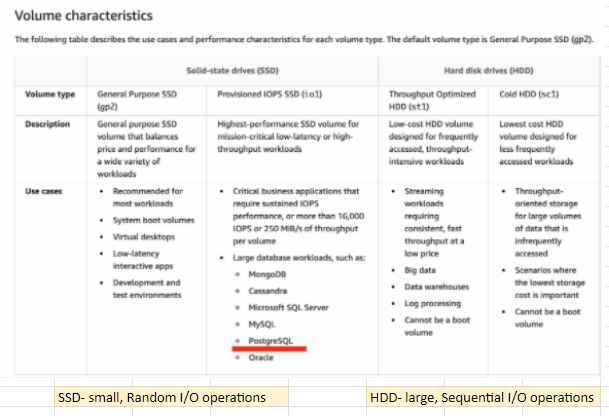 Volume characteristics
The following table describes the use cases and performance characteristics for each volume type. The default volume type is General Purpose SSD (gp2).
Solid-state drives (SSD)
Hard disk drives (HDD)
Volume type
General Purpose SSD
(gp2)
Provisioned IOPS SSD (io1)
Throughput Optimized
HDD (st1)
Cold HDD (sc1)
Description
General purpose SSD
volume that balances
price and performance for
a wide variety of
workloads
Highest-performance SSD volume for
mission-critical low-latency or high-
throughput workloads
Low-cost HDD volume
designed for frequently
accessed, throughput-
intensive workloads
Lowest cost HDD
volume designed for
less frequently
accessed workloads
Use cases
• Recommended for
most workloads
• System boot volumes
• Virtual desktops
• Low-latency
interactive apps
• Development and
test environments
• Critical business applications that
require sustained IOPS
performance, or more than 16,000
IOPS or 250 MiB/s of throughput
per volume
• Large database workloads, such as:
◦ MongoDB
◦ Cassandra
◦ Microsoft SQL Server
◦ MySQL
◦ PostgreSQL
◦ Oracle
• Streaming
workloads
requiring
consistent, fast
throughput at a
low price
• Big data
• Data warehouses
• Log processing
• Cannot be a boot
volume
• Throughput-
oriented storage
for large volumes
of data that is
infrequently
accessed
• Scenarios where
the lowest storage
cost is important
• Cannot be a boot
volume
SSD- small, Random I/O operations
HDD- large, Sequential I/O operations